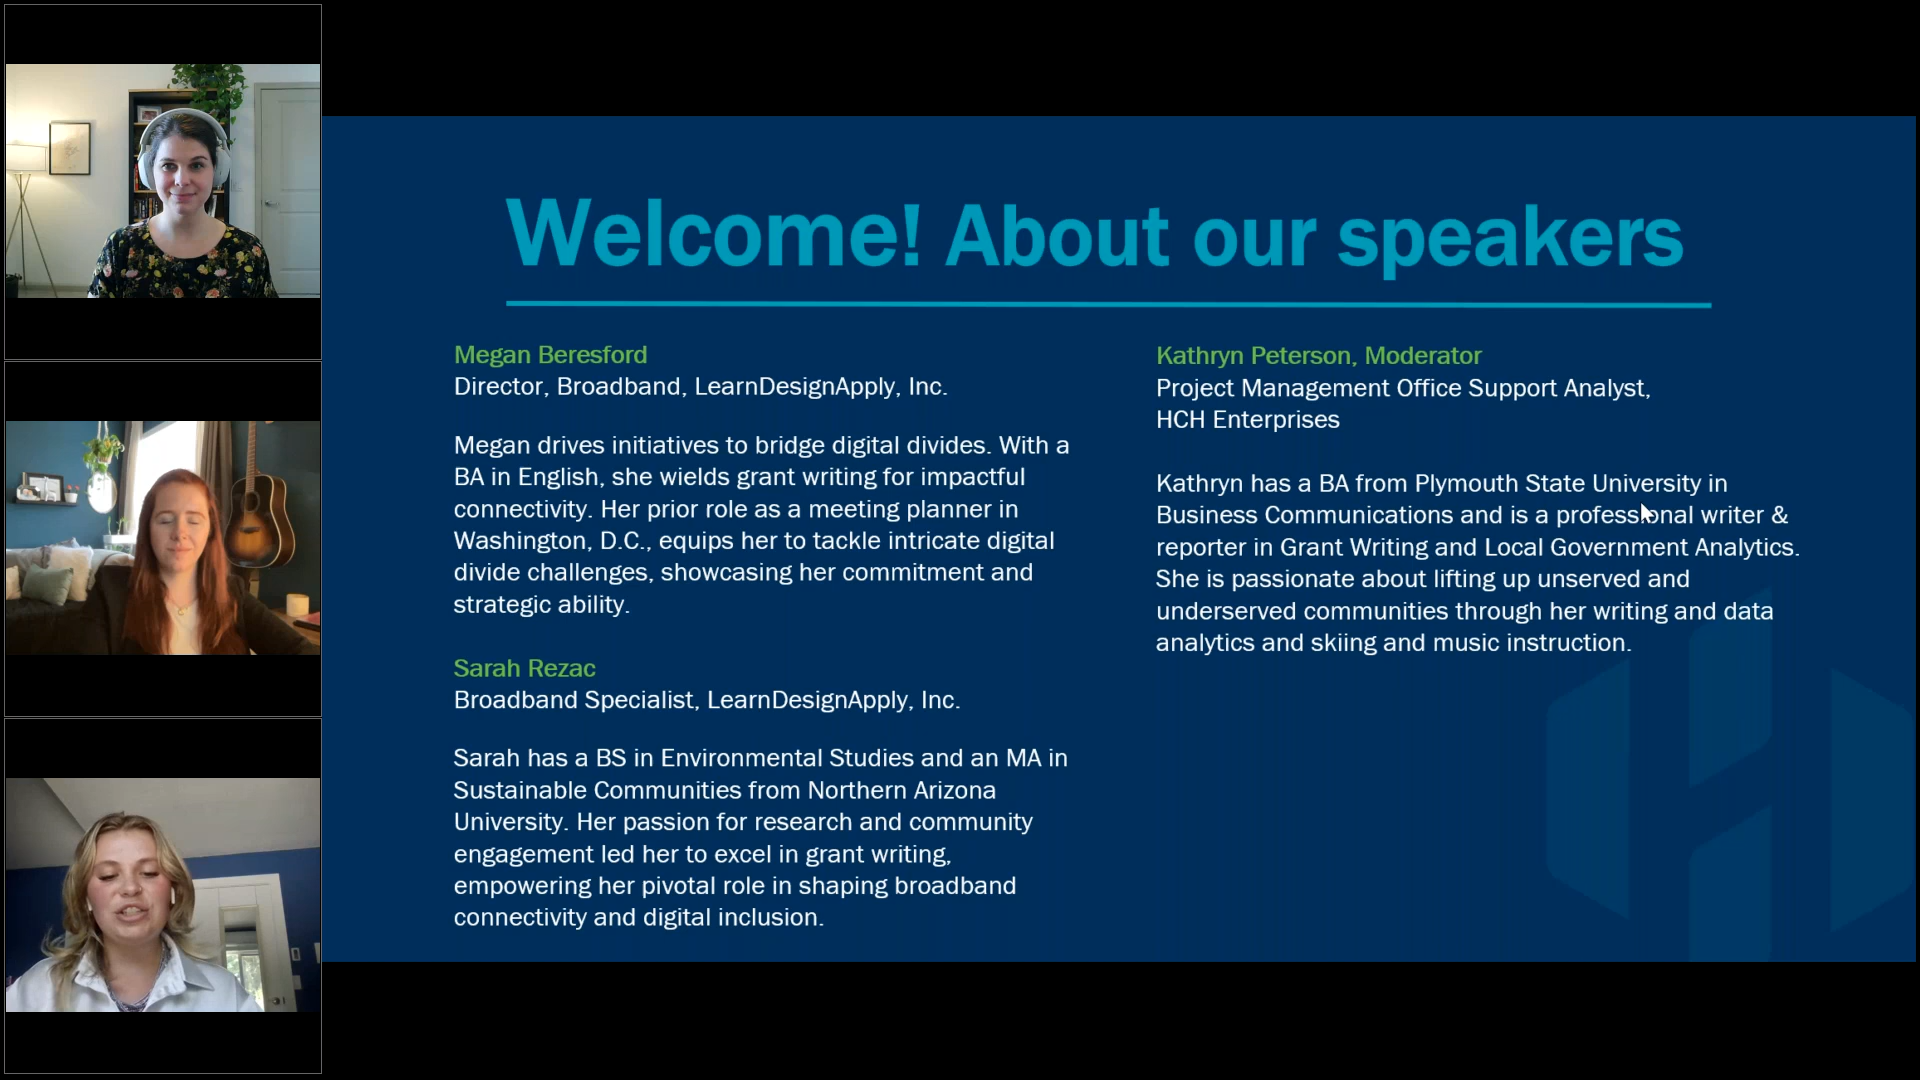 Welcome! About our speakers
Megan Beresford
Director, Broadband, LearnDesignApply, Inc.
Megan drives initiatives to bridge digital divides. With a
BA in English, she wields grant writing for impactful
connectivity. Her prior role as a meeting planner in
Washington, D.C., equips her to tackle intricate digital
divide challenges, showcasing her commitment and
strategic ability.
Sarah Rezac
Broadband Specialist, LearnDesignApply, Inc.
Sarah has a BS in Environmental Studies and an MA in
Sustainable Communities from Northern Arizona
University. Her passion for research and community
engagement led her to excel in grant writing,
empowering her pivotal role in shaping broadband
connectivity and digital inclusion.
Kathryn Peterson, Moderator
Project Management Office Support Analyst,
HCH Enterprises
Kathryn has a BA from Plymouth State University in
Business Communications and is a professional writer &
reporter in Grant Writing and Local Government Analytics.
She is passionate about lifting up unserved and
underserved communities through her writing and data
analytics and skiing and music instruction.